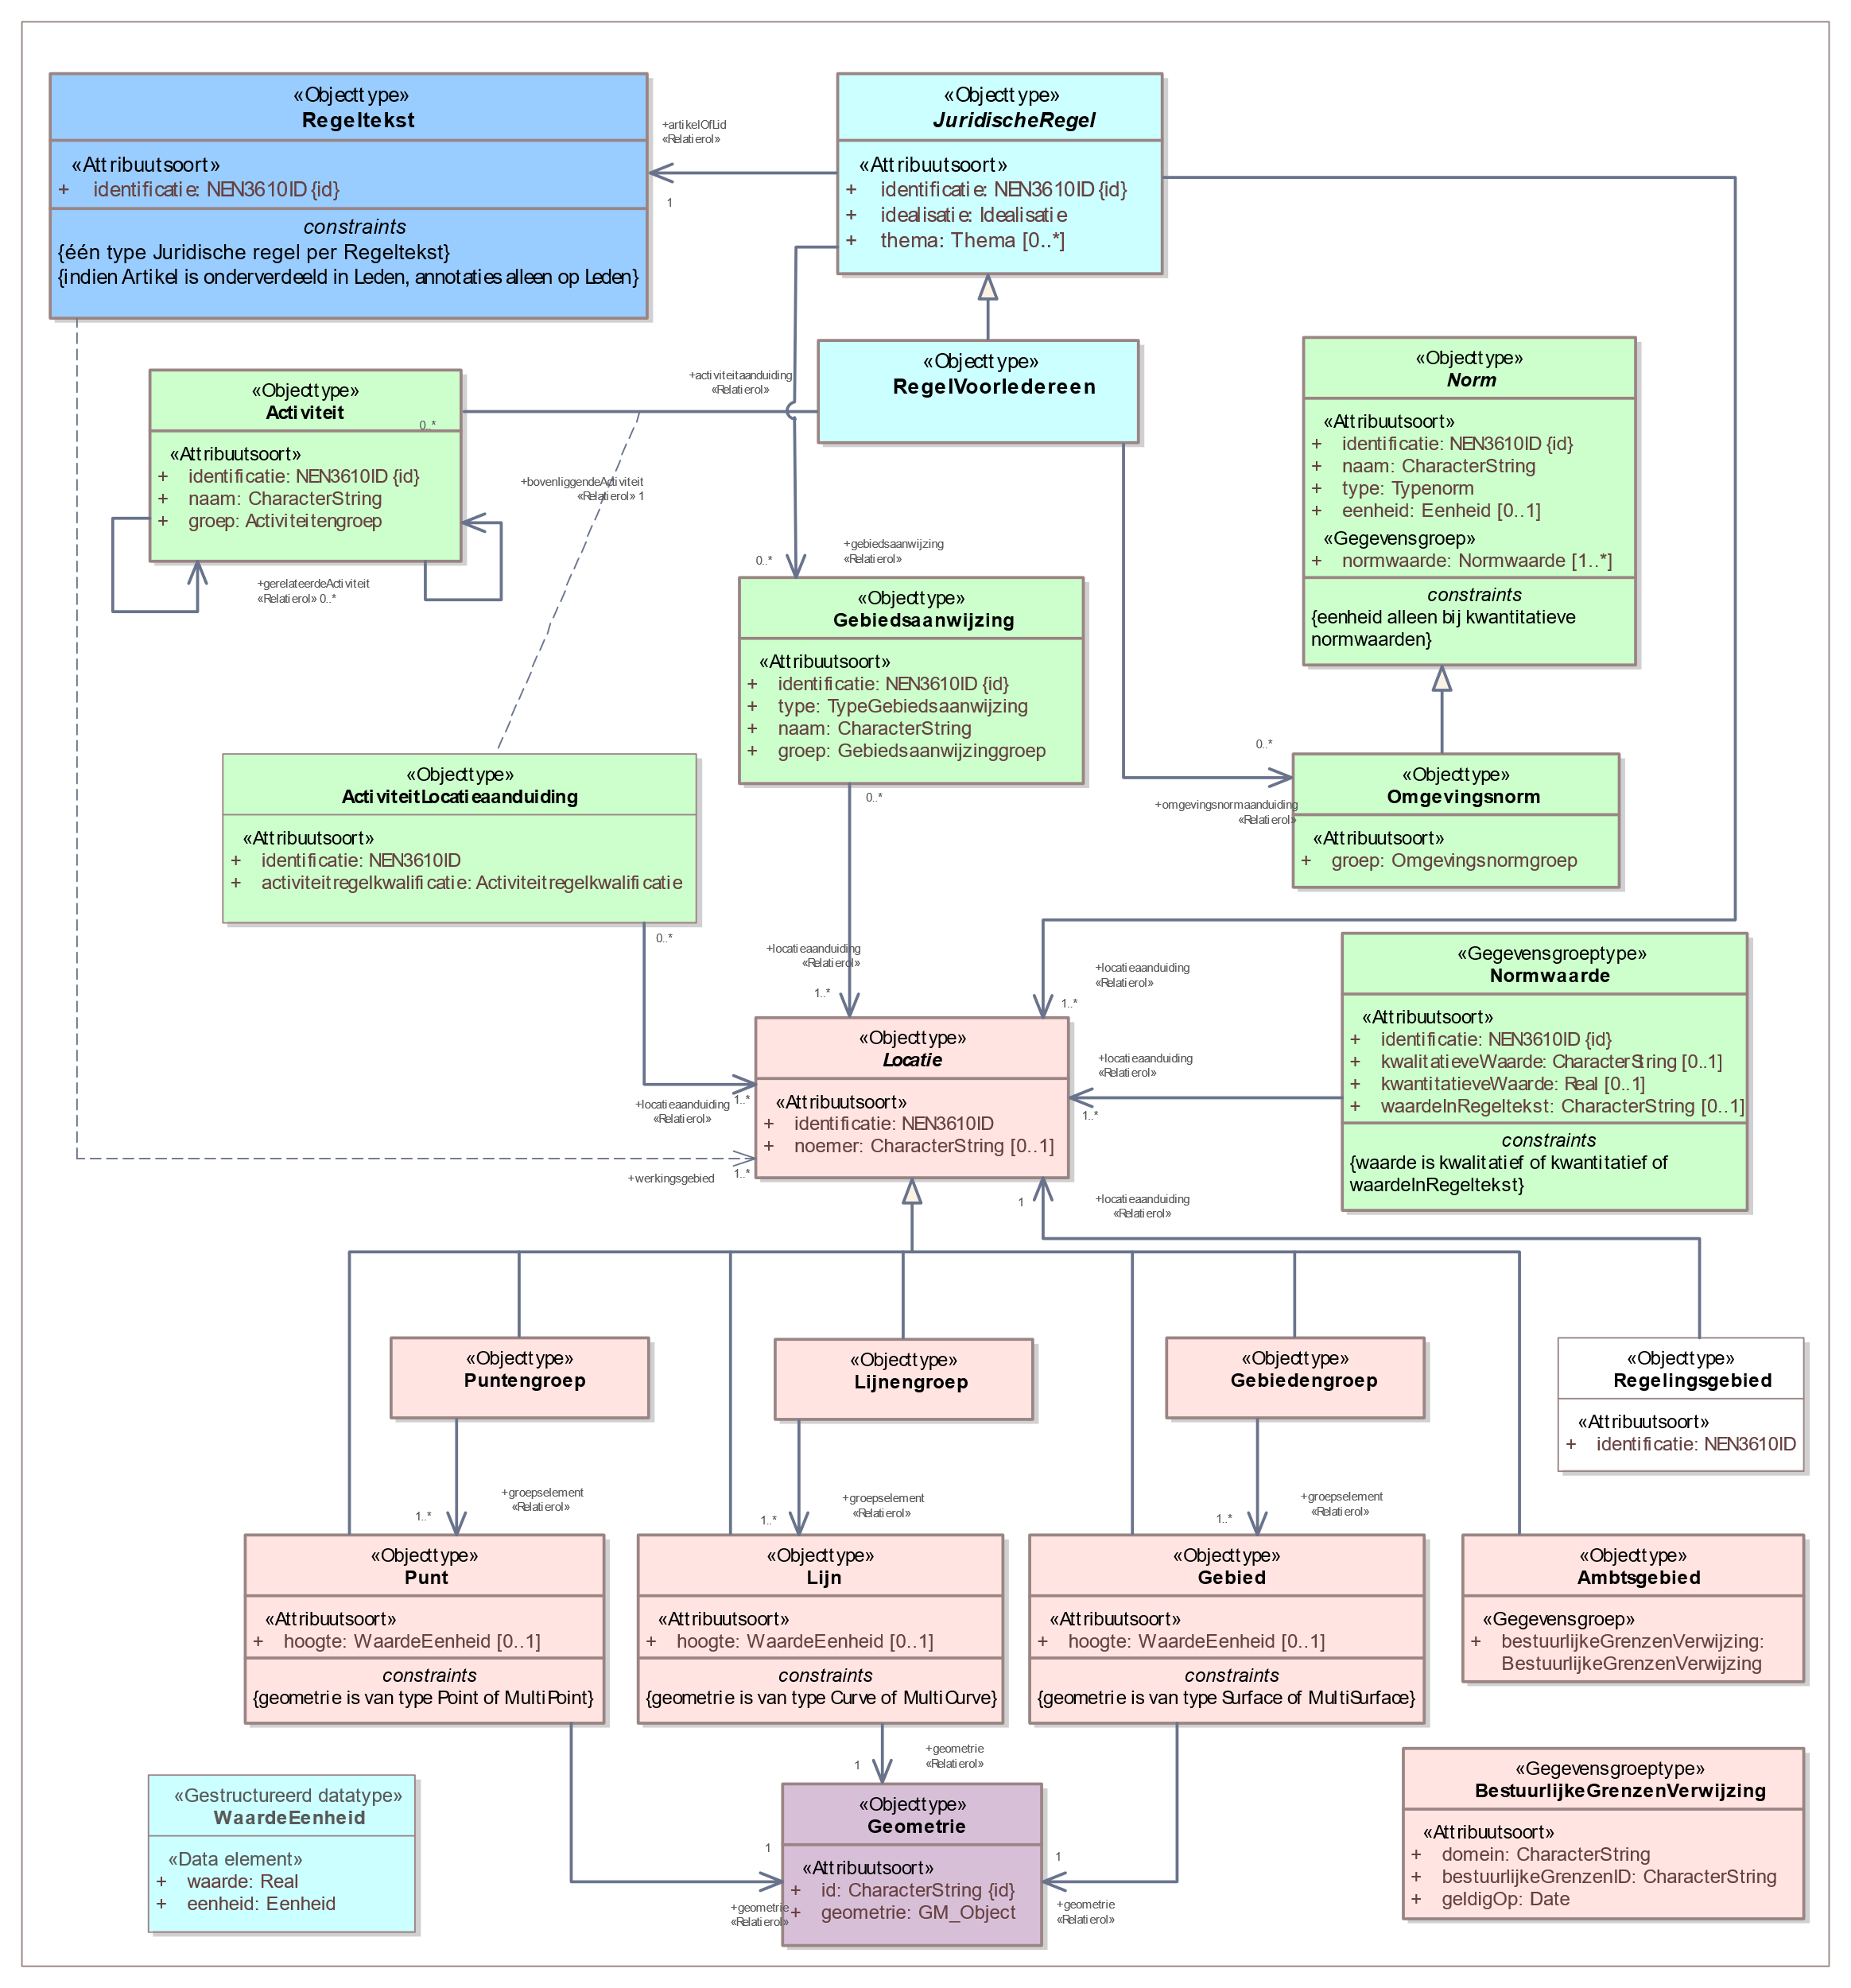 «Objecttype»
Regeltekst
«Attribuutsoort»
+ identificatie: NEN3610ID {id}
constraints
{één type Juridische regel per Regeltekst}
{indien Artikel is onderverdeeld in Leden, annotaties alleen op Leden}
+artikelOfLid
«Relatierol»
1
«Objecttype»
JuridischeRegel
«Attribuutsoort»
+ identificatie: NEN3610ID {id}
+ idealisatie: Idealisatie
+ thema: Thema [0..*]
«Objecttype»
RegelVoorIedereen
+activiteitaanduiding
«Relatierol»
0..*
«Objecttype»
Activiteit
«Attribuutsoort»
+ identificatie: NEN3610ID {id}
+ naam: CharacterString
+ groep: Activiteitengroep
+bovenliggendeActiviteit
«Relatierol» 1
+gerelateerdeActiviteit
«Relatierol» 0..*
«Objecttype»
Norm
«Attribuutsoort»
+ identificatie: NEN3610ID {id}
+ naam: CharacterString
+ type: Typenorm
+ eenheid: Eenheid [0..1]
«Gegevensgroep»
+ normwaarde: Normwaarde [1..*]
constraints
{eenheid alleen bij kwantitatieve
normwaarden}
+gebiedsaanwijzing
«Relatierol»
0..*
«Objecttype»
Gebiedsaanwijzing
«Attribuutsoort»
+ identificatie: NEN3610ID {id}
+ type: TypeGebiedsaanwijzing
+ naam: CharacterString
+ groep: Gebiedsaanwijzinggroep
0..*
0..*
+omgevingsnormaanduiding
«Relatierol»
«Objecttype»
Omgevingsnorm
«Attribuutsoort»
+ groep: Omgevingsnormgroep
«Objecttype»
ActiviteitLocatieaanduiding
«Attribuutsoort»
+ identificatie: NEN3610ID
+ activiteitregelkwalificatie: Activiteitregelkwalificatie
0..*
+locatieaanduiding
«Relatierol»
1..*
+locatieaanduiding
«Relatierol»
1..*
«Gegevensgroeptype»
Normwaarde
«Attribuutsoort»
+ identificatie: NEN3610ID {id}
+ kwalitatieveWaarde: CharacterString [0..1]
+ kwantitatieveWaarde: Real [0..1]
+ waardeInRegeltekst: CharacterString [0..1]
constraints
{waarde is kwalitatief of kwantitatief of
waardeInRegeltekst}
«Objecttype»
Locatie
«Attribuutsoort»
+ identificatie: NEN3610ID
+ noemer: CharacterString [0..1]
+locatieaanduiding
«Relatierol»
1..*
+locatieaanduiding
«Relatierol»
1..*
+werkingsgebied
1..*
1
+locatieaanduiding
«Relatierol»
«Objecttype»
Puntengroep
«Objecttype»
Lijnengroep
«Objecttype»
Gebiedengroep
«Objecttype»
Regelingsgebied
«Attribuutsoort»
+ identificatie: NEN3610ID
+groepselement
«Relatierol»
1..*
+groepselement
«Relatierol»
1..*
+groepselement
«Relatierol»
1..*
«Objecttype»
Punt
«Attribuutsoort»
+ hoogte: WaardeEenheid [0..1]
constraints
{geometrie is van type Point of MultiPoint}
«Objecttype»
Lijn
«Attribuutsoort»
+ hoogte: WaardeEenheid [0..1]
constraints
{geometrie is van type Curve of MultiCurve}
«Objecttype»
Gebied
«Attribuutsoort»
+ hoogte: WaardeEenheid [0..1]
constraints
{geometrie is van type Surface of MultiSurface}
«Objecttype»
Ambtsgebied
«Gegevensgroep»
+ bestuurlijkeGrenzenVerwijzing:
BestuurlijkeGrenzenVerwijzing
+geometrie
«Relatierol»
1
«Gestructureerd datatype»
WaardeEenheid
«Data element»
+ waarde: Real
+ eenheid: Eenheid
1
+geometrie
«Relatierol»
«Objecttype»
Geometrie
«Attribuutsoort»
+ id: CharacterString {id}
+ geometrie: GM_Object
1
+geometrie
«Relatierol»
«Gegevensgroeptype»
BestuurlijkeGrenzenVerwijzing
«Attribuutsoort»
+ domein: CharacterString
+ bestuurlijkeGrenzenID: CharacterString
+ geldigOp: Date